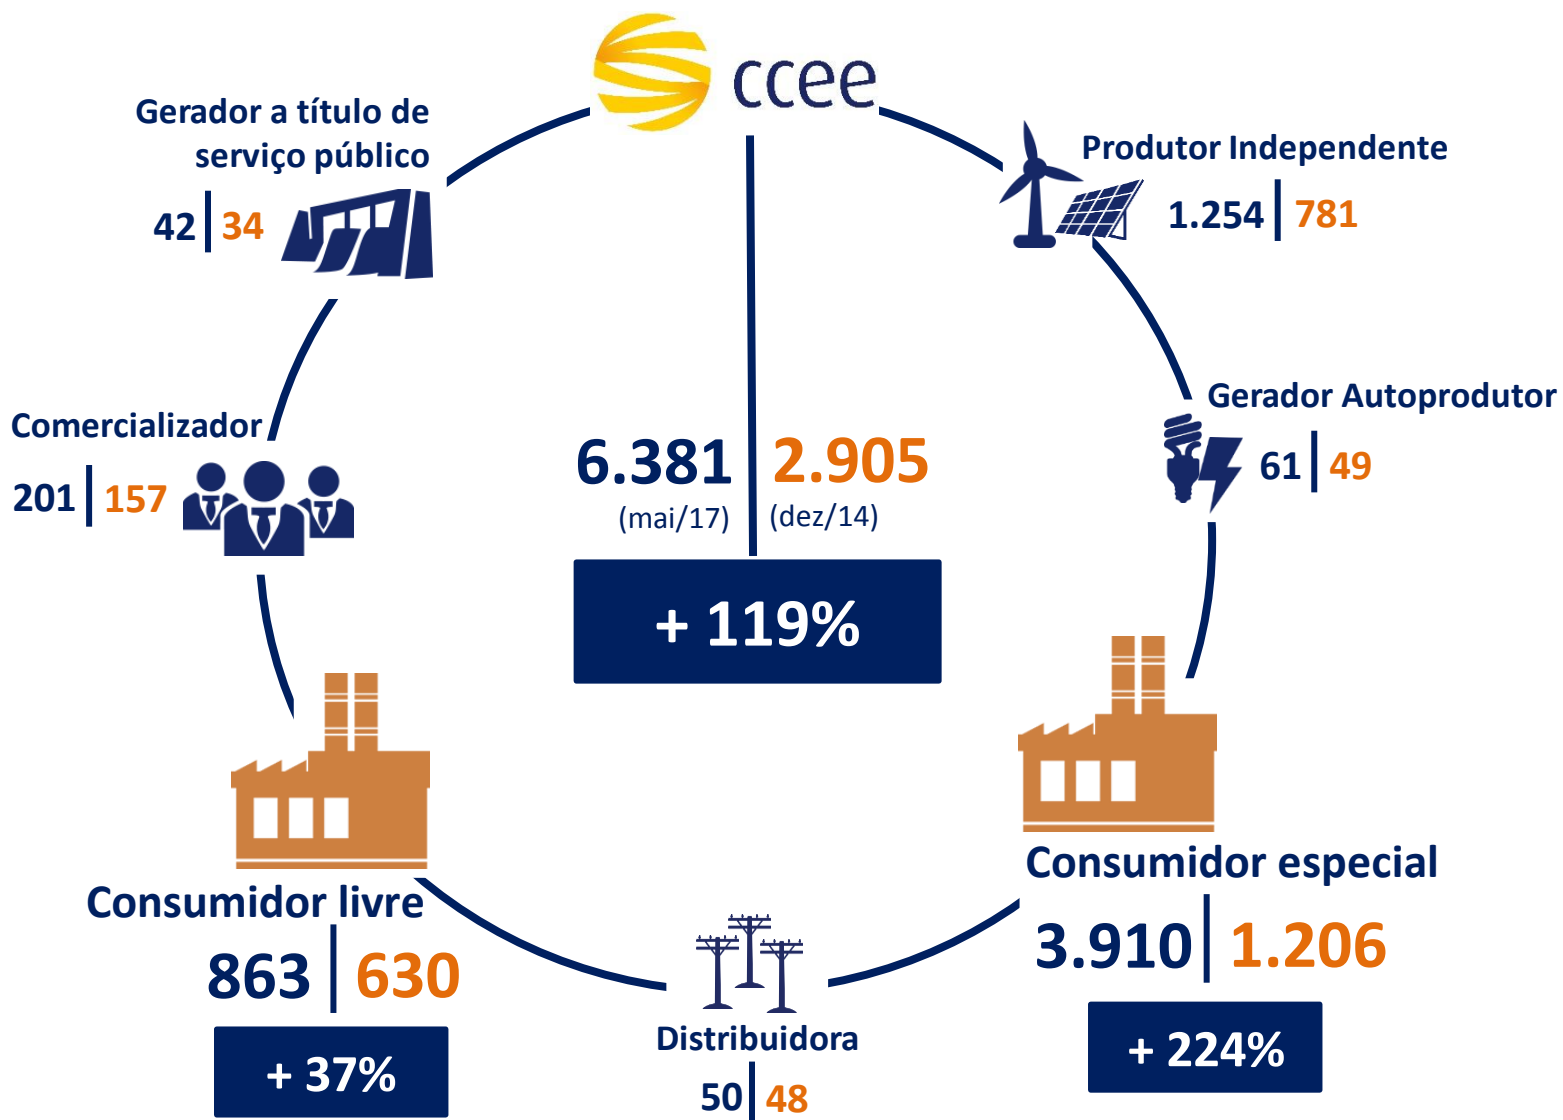 ccee
Gerador a título de
serviço público
42 34
Produtor Independente
1.254 781
Comercializador
201 157
Gerador Autoprodutor
61 49
6.381 2.905
(mai/17) (dez/14)
+ 119%
Consumidor livre
863 630
+ 37%
Consumidor especial
3.910 1.206
+ 224%
Distribuidora
50 48